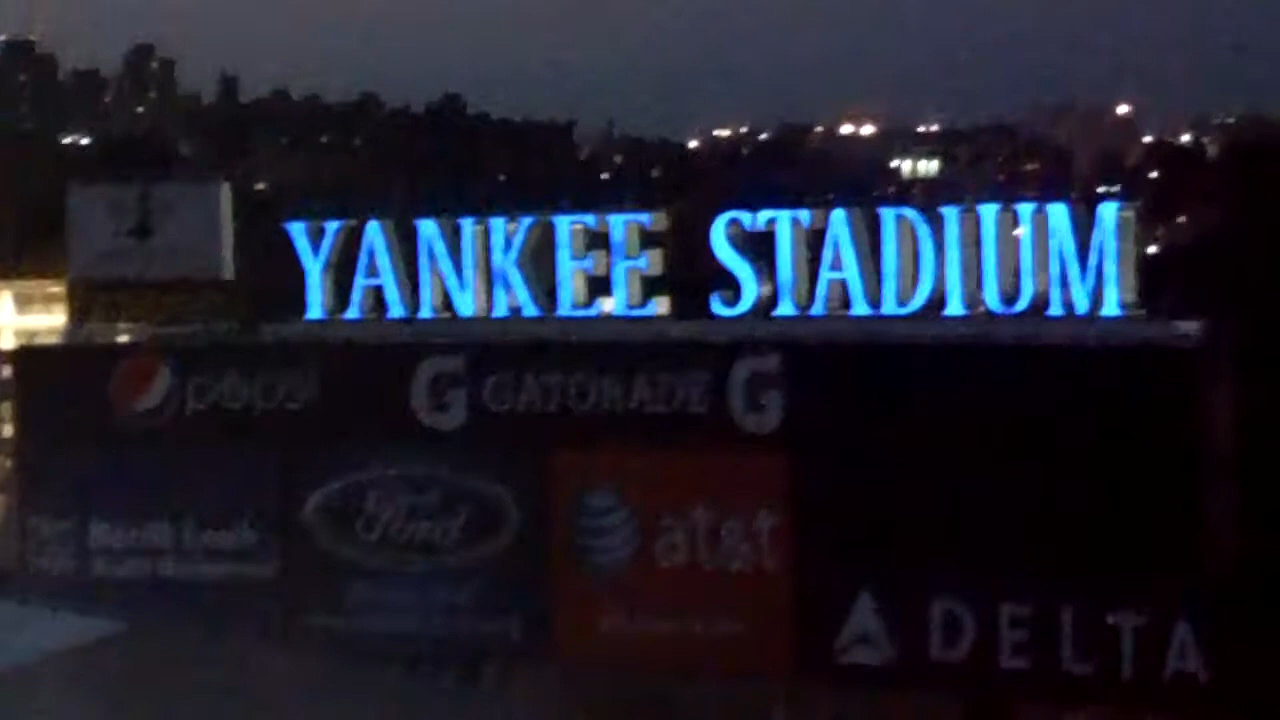 YANKEE STADIUM
pepsi
G GATORADE G
Ford
at&t
DELTA